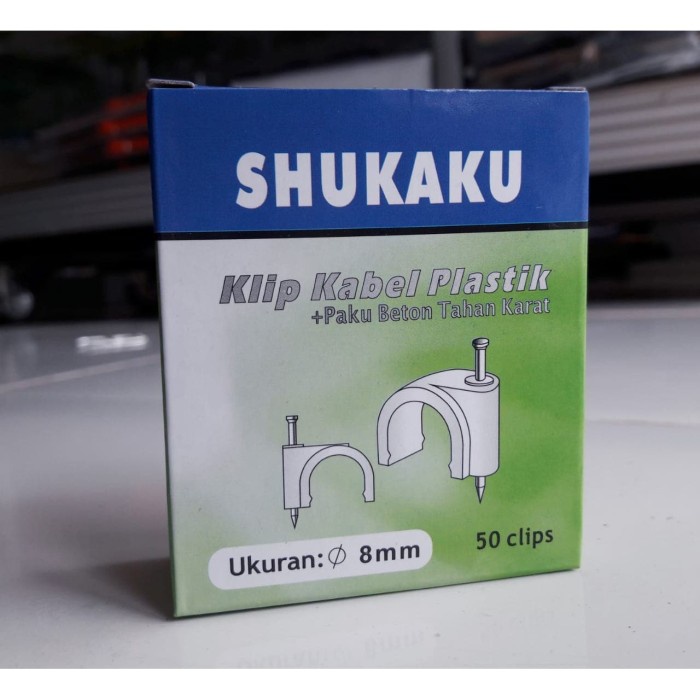 SHUKAKU
Klip Kabel Plastik
+Paku Beton Tahan Karat
Ukuran: Ø 8mm
50 clips